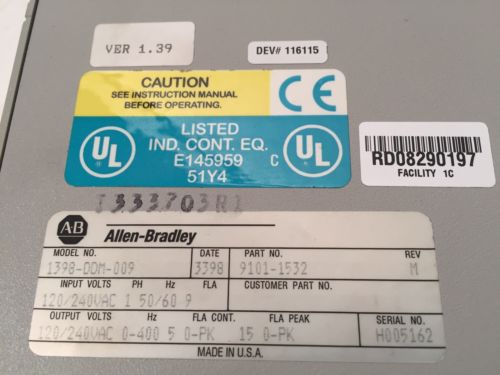 VER 1.39
DEV# 116115
CAUTION
SEE INSTRUCTION MANUAL
BEFORE OPERATING.
CE
UL
LISTED
IND. CONT. EQ.
E145959
51Y4
C UL
RD08290197
FACILITY 1C
I333703R1
AB Allen-Bradley
MODEL NO. DATE PART NO. REV
1398-DDM-009 3398 9101-1532 M
INPUT VOLTS PH Hz FLA CUSTOMER PART NO.
120/240VAC 1 50/60 9
OUTPUT VOLTS Hz FLA CONT. FLA PEAK SERIAL NO.
120/240VAC 0-400 5 0-PK 15 0-PK H005162
MADE IN U.S.A.